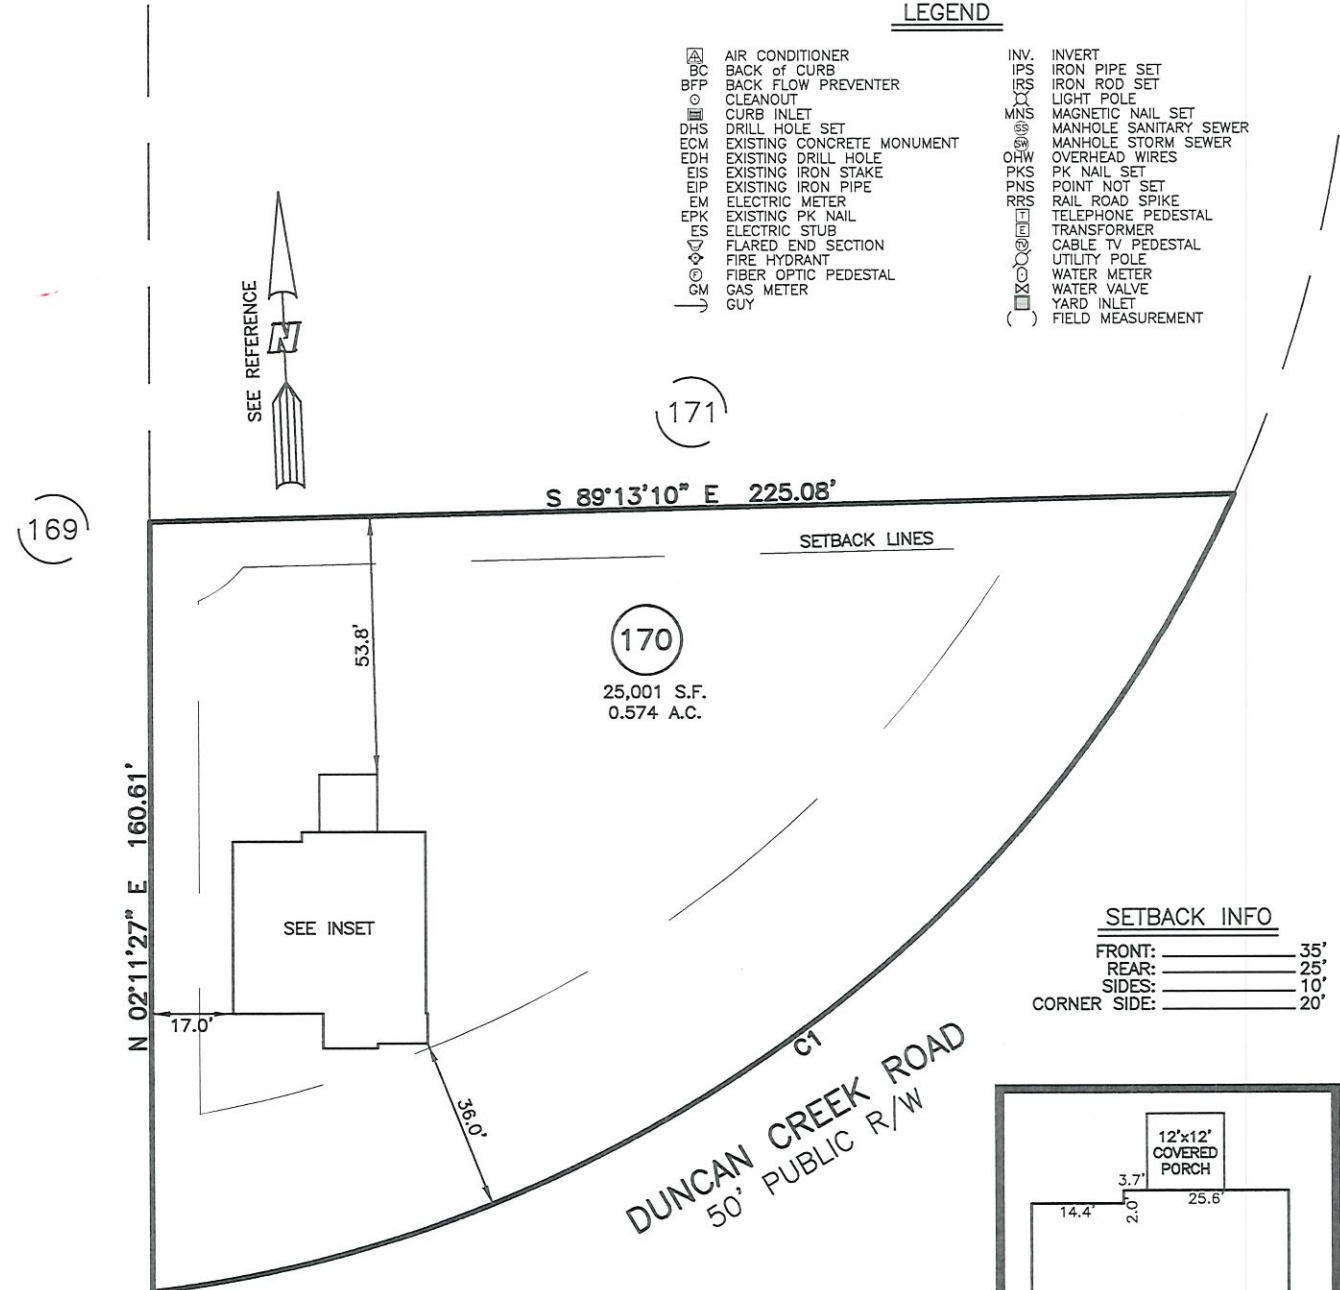 LEGEND
AIR CONDITIONER
BC BACK of CURB
BFP BACK FLOW PREVENTER
CLEANOUT
CURB INLET
DHS DRILL HOLE SET
ECM EXISTING CONCRETE MONUMENT
EDH EXISTING DRILL HOLE
EIS EXISTING IRON STAKE
EIP EXISTING IRON PIPE
EM ELECTRIC METER
EPK EXISTING PK NAIL
ES ELECTRIC STUB
FLARED END SECTION
FIRE HYDRANT
F FIBER OPTIC PEDESTAL
GM GAS METER
GUY
INV. INVERT
IPS IRON PIPE SET
IRS IRON ROD SET
LIGHT POLE
MNS MAGNETIC NAIL SET
SS MANHOLE SANITARY SEWER
SW MANHOLE STORM SEWER
OHW OVERHEAD WIRES
PKS PK NAIL SET
PNS POINT NOT SET
RRS RAIL ROAD SPIKE
T TELEPHONE PEDESTAL
E TRANSFORMER
TV CABLE TV PEDESTAL
UTILITY POLE
WATER METER
WATER VALVE
YARD INLET
( ) FIELD MEASUREMENT
SEE REFERENCE
N
171
169
S 89°13'10" E 225.08'
SETBACK LINES
53.8'
170
25,001 S.F.
0.574 A.C.
N 02°11'27" E 160.61'
SEE INSET
17.0'
36.0'
C1
DUNCAN CREEK ROAD
50' PUBLIC R/W
SETBACK INFO
FRONT: 35'
REAR: 25'
SIDES: 10'
CORNER SIDE: 20'
12'x12'
COVERED
PORCH
3.7'
14.4'
2.0'
25.6'